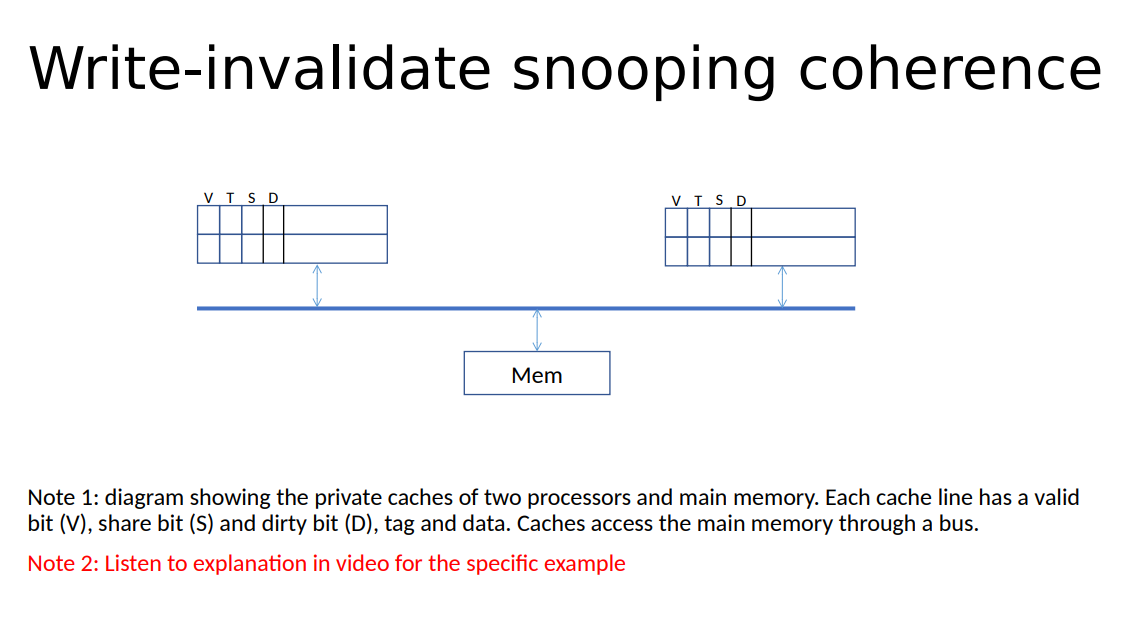 Write-invalidate snooping coherence
V T S D
V T S D
Mem
Note 1: diagram showing the private caches of two processors and main memory. Each cache line has a valid
bit (V), share bit (S) and dirty bit (D), tag and data. Caches access the main memory through a bus.
Note 2: Listen to explanation in video for the specific example